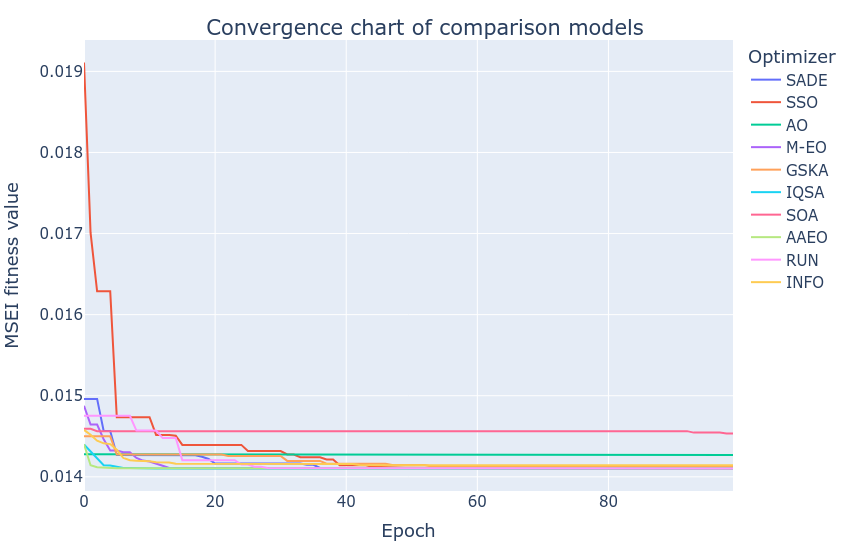 Convergence chart of comparison models
MSEI fitness value
0.019
0.018
0.017
0.016
0.015
0.014
0
20
40
60
80
Epoch
Optimizer
SADE
SSO
AO
M-EO
GSKA
IQSA
SOA
AAEO
RUN
INFO